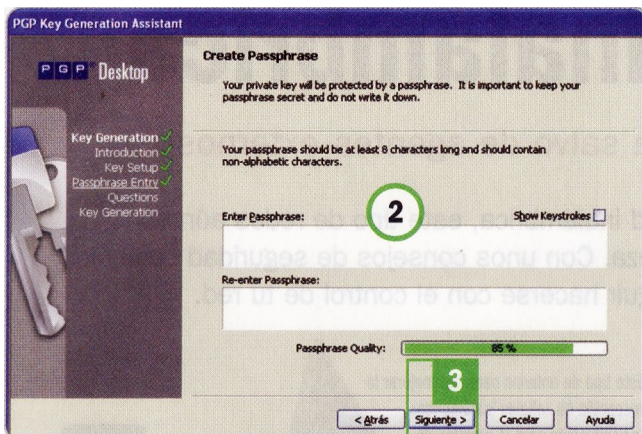 PGP Key Generation Assistant
PGP Desktop
Key Generation
Introduction
Key Setup
Passphrase Entry
Questions
Key Generation
Create Passphrase
Your private key will be protected by a passphrase. It is important to keep your
passphrase secret and do not write it down.
Your passphrase should be at least 8 characters long and should contain
non-alphabetic characters.
Enter Passphrase:
2
Show Keystrokes
Re-enter Passphrase:
Passphrase Quality:
85 %
3
< Atrás
Siguiente >
Cancelar
Ayuda